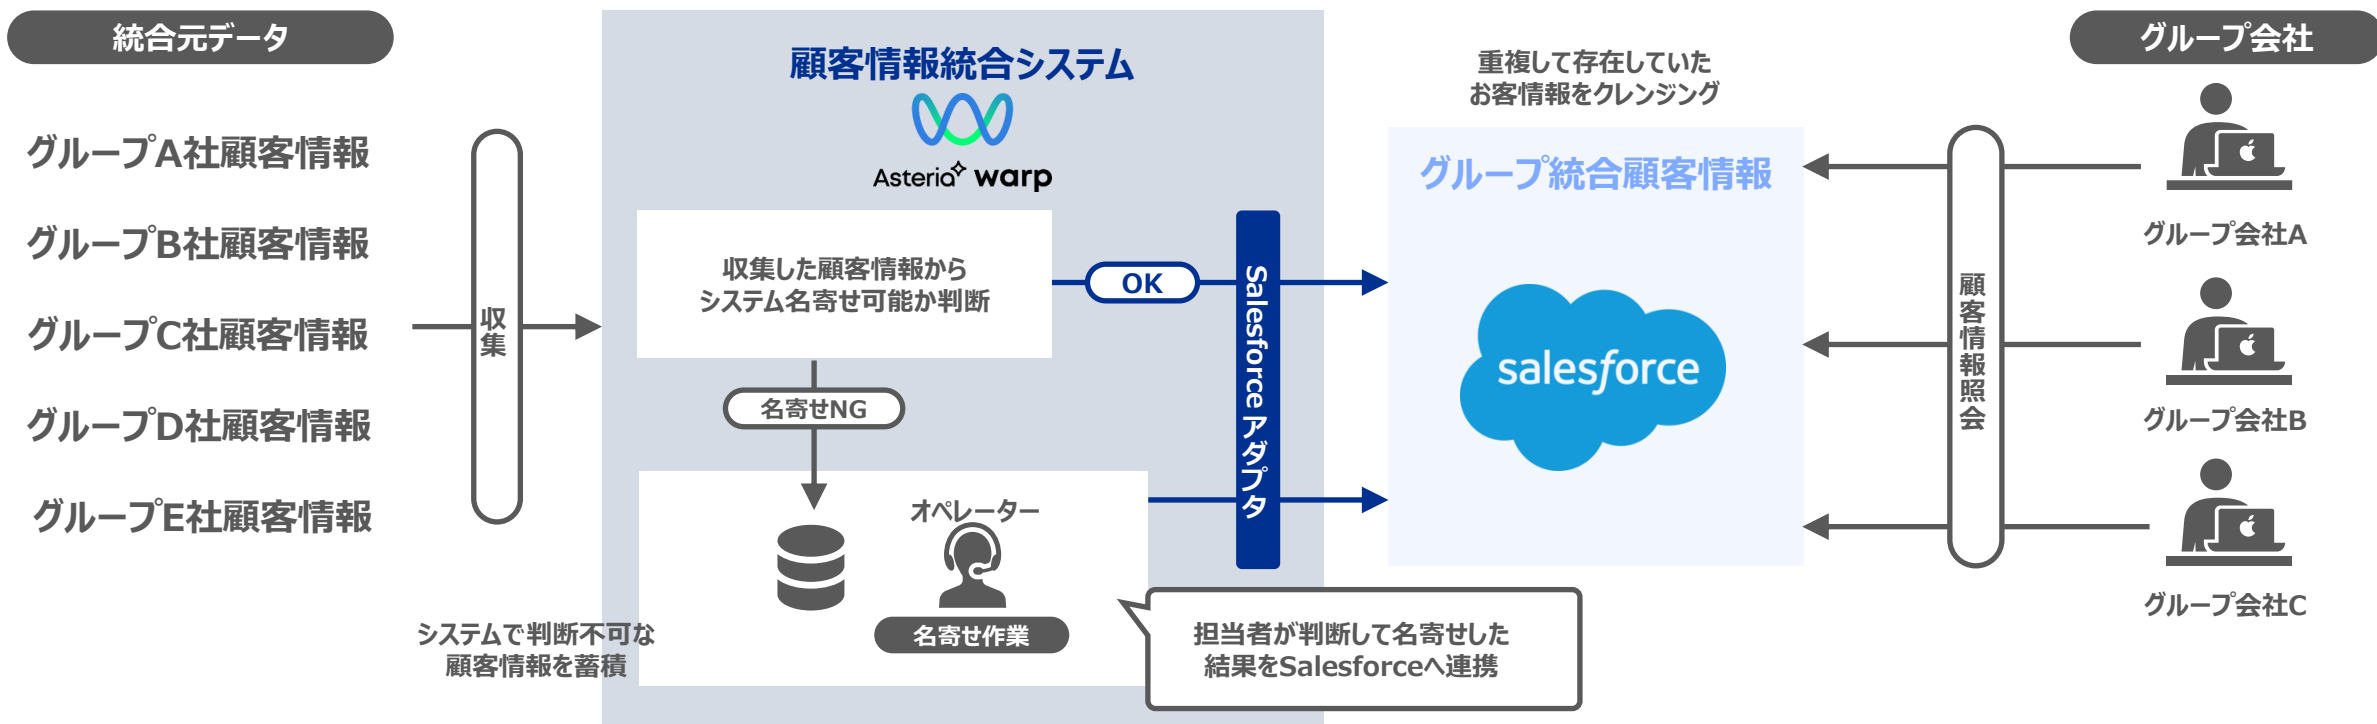 統合元データ
グループA社顧客情報
グループB社顧客情報
グループC社顧客情報
グループD社顧客情報
グループE社顧客情報
収集
顧客情報統合システム
Asteria warp
収集した顧客情報から
システム名寄せ可能か判断
OK
名寄せNG
Salesforce アダプタ
オペレーター
名寄せ作業
システムで判断不可な
顧客情報を蓄積
担当者が判断して名寄せした
結果をSalesforceへ連携
重複して存在していた
お客情報をクレンジング
グループ統合顧客情報
salesforce
顧客情報照会
グループ会社
グループ会社A
グループ会社B
グループ会社C